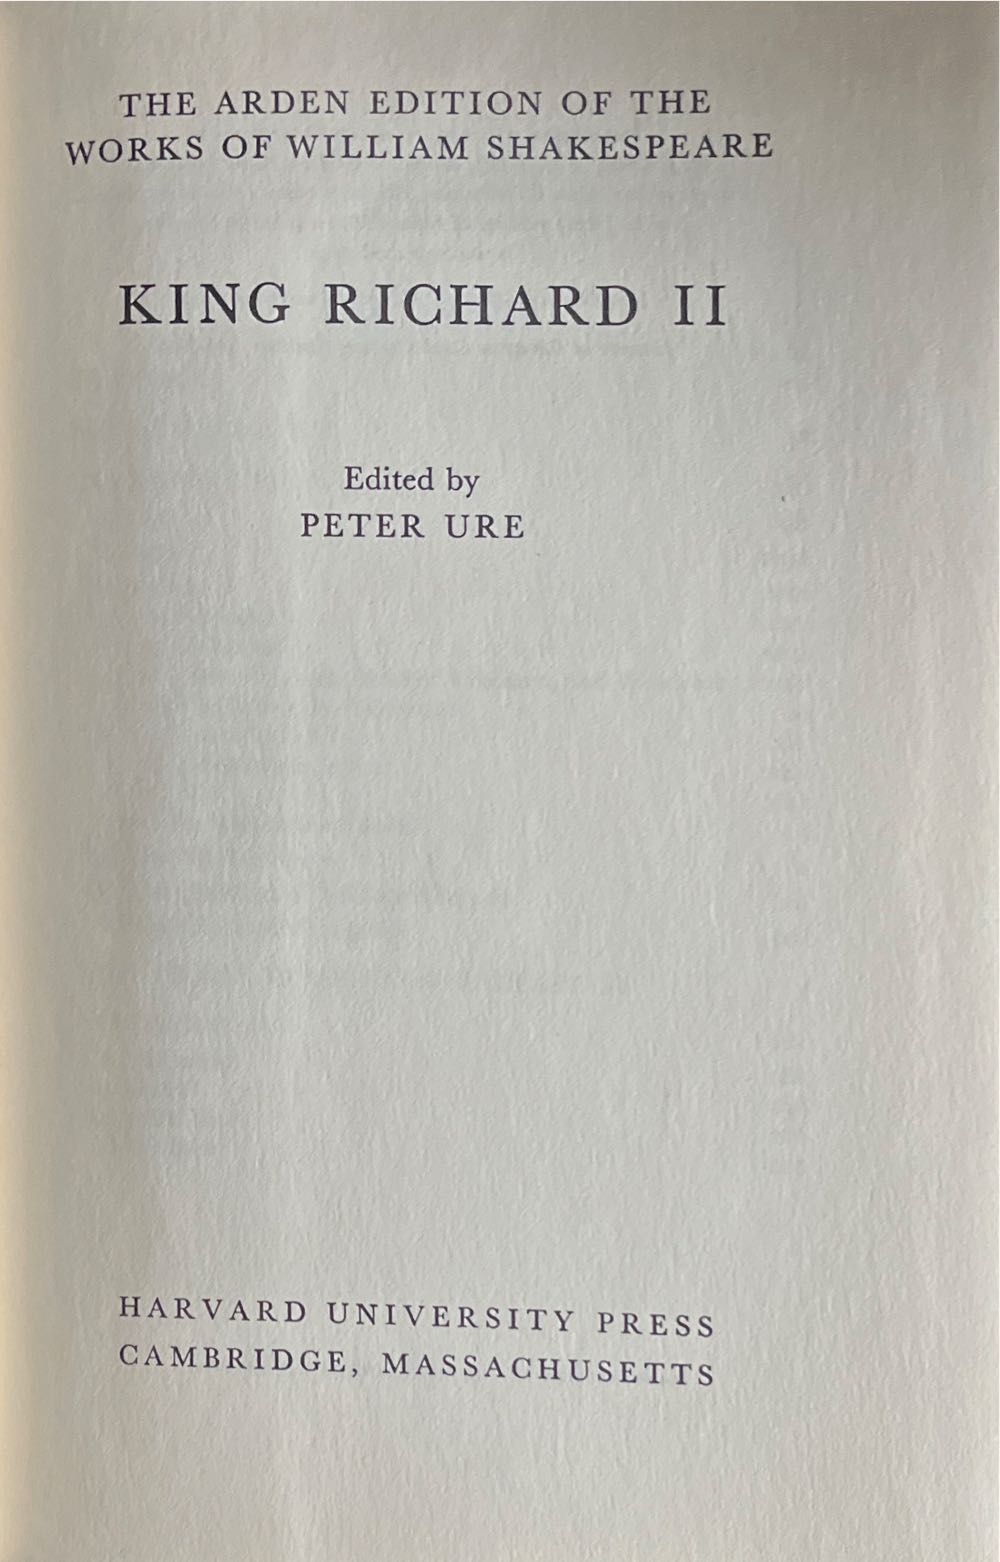 THE ARDEN EDITION OF THE
WORKS OF WILLIAM SHAKESPEARE
KING RICHARD II
Edited by
PETER URE
HARVARD UNIVERSITY PRESS
CAMBRIDGE, MASSACHUSETTS